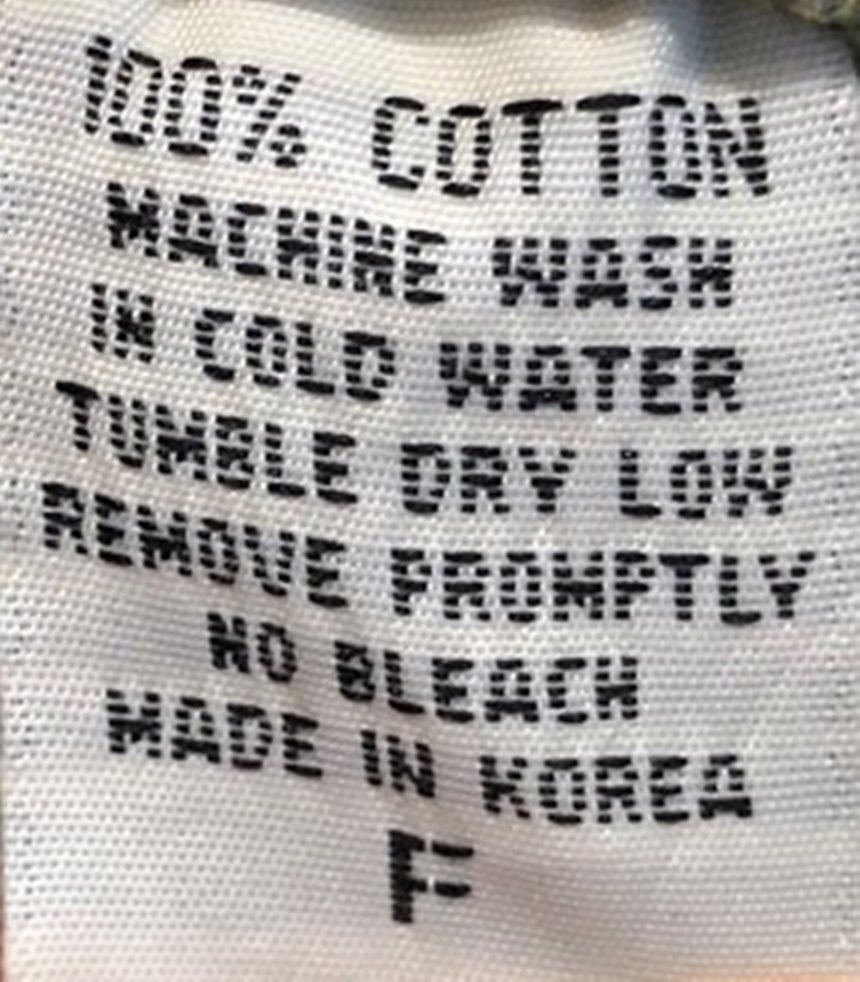 100% COTTON
MACHINE WASH
IN COLD WATER
TUMBLE DRY LOW
REMOVE PROMPTLY
NO BLEACH
MADE IN KOREA
F